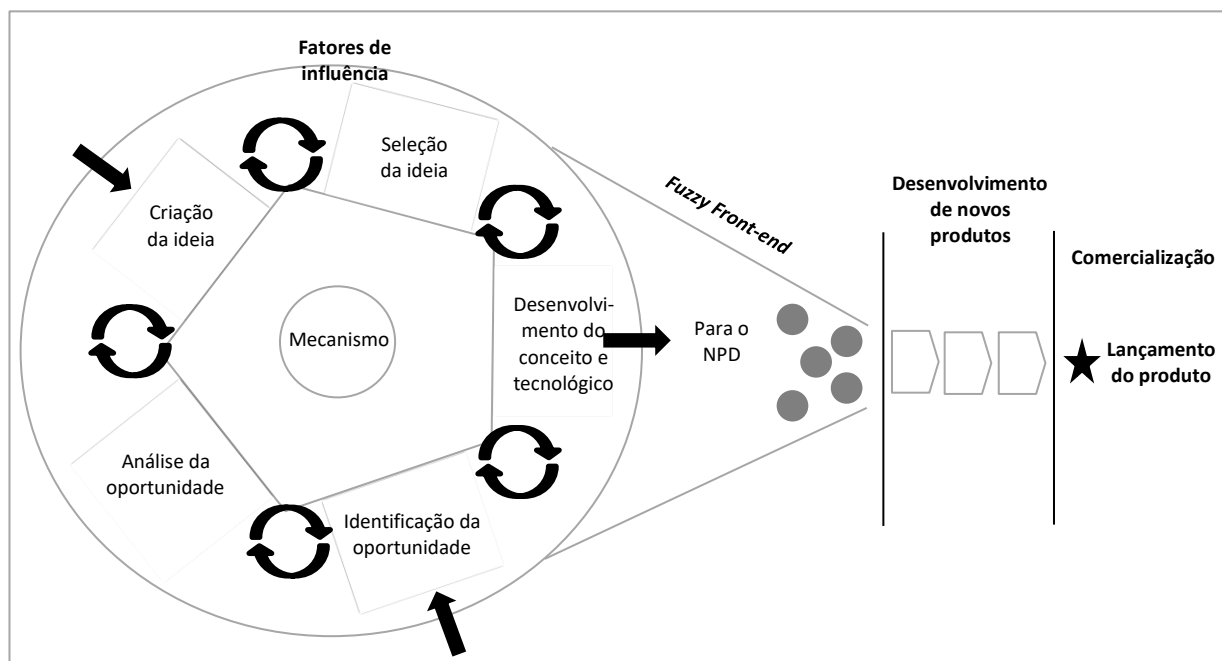 Fatores de
influência
Seleção
da ideia
Criação
da ideia
Mecanismo
Desenvolvi-
mento do
conceito e
tecnológico
Análise da
oportunidade
Identificação da
oportunidade
Fuzzy Front-end
Para o
NPD
Desenvolvimento
de novos
produtos
Comercialização
Lançamento
do produto